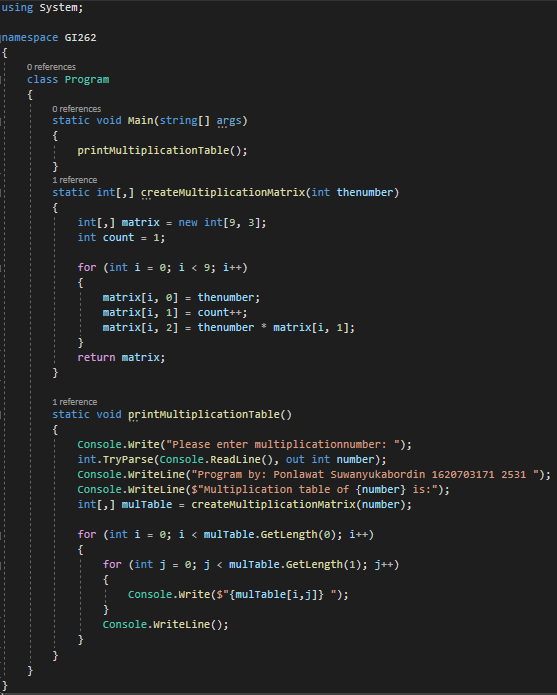 using System;
namespace GI262
{
0 references
class Program
{
0 references
static void Main(string[] args)
{
printMultiplicationTable();
}
1 reference
static int[,] createMultiplicationMatrix(int thenumber)
{
int[,] matrix = new int[9, 3];
int count = 1;
for (int i = 0; i < 9; i++)
{
matrix[i, 0] = thenumber;
matrix[i, 1] = count++;
matrix[i, 2] = thenumber * matrix[i, 1];
}
return matrix;
}
1 reference
static void printMultiplicationTable()
{
Console.Write("Please enter multiplicationnumber: ");
int.TryParse(Console.ReadLine(), out int number);
Console.WriteLine("Program by: Ponlawat Suwanyukabordin 1620703171 2531 ");
Console.WriteLine($"Multiplication table of {number} is:");
int[,] mulTable = createMultiplicationMatrix(number);
for (int i = 0; i < mulTable.GetLength(0); i++)
{
for (int j = 0; j < mulTable.GetLength(1); j++)
{
Console.Write($"{mulTable[i,j]} ");
}
Console.WriteLine();
}
}
}
}